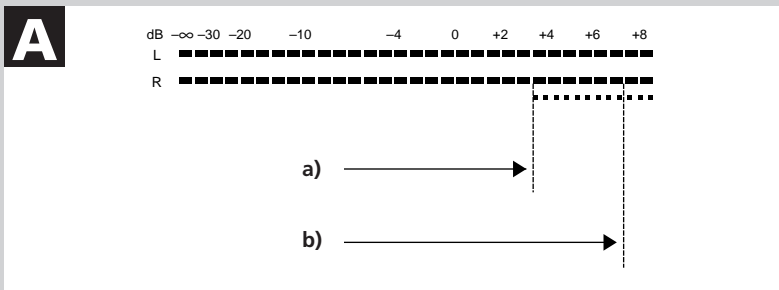 A
dB –∞ –30 –20 –10 –4 0 +2 +4 +6 +8
L
R
a)
b)